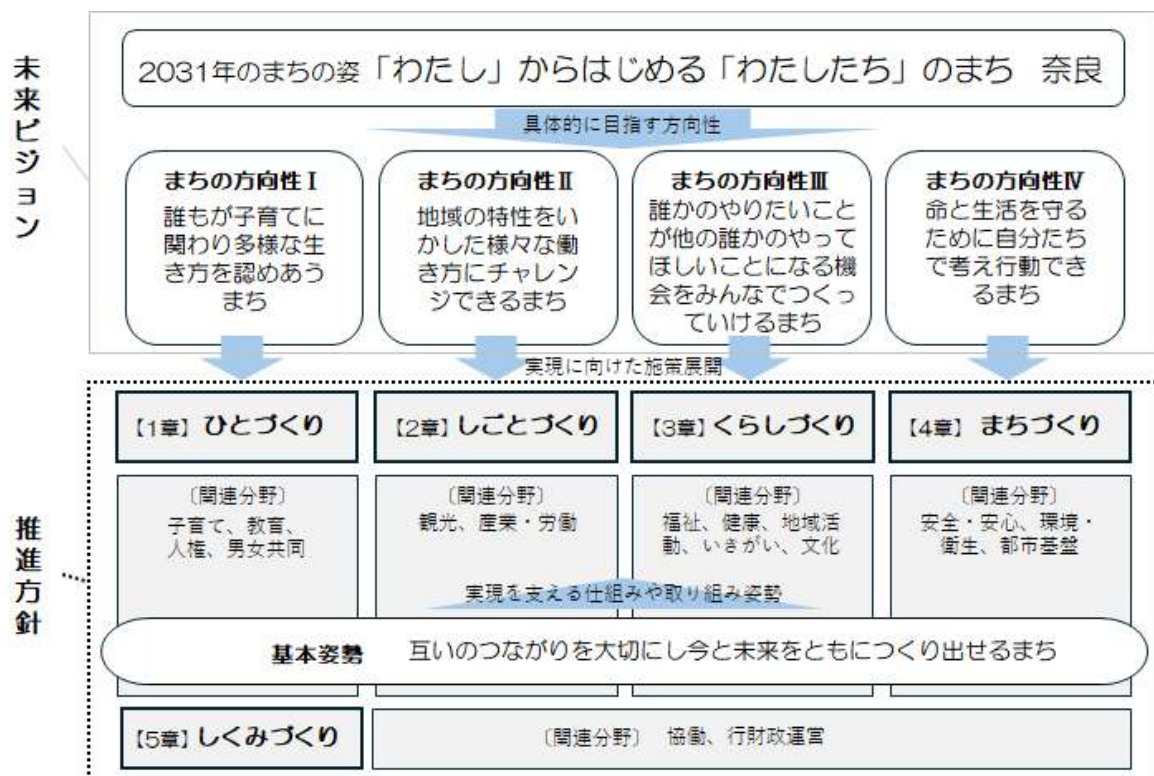 未来ビジョン
2031年のまちの姿「わたし」からはじめる「わたしたち」のまち 奈良
具体的に目指す方向性
まちの方向性Ⅰ
誰もが子育てに
関わり多様な生
き方を認めあう
まち
まちの方向性Ⅱ
地域の特性をい
かした様々な働
き方にチャレン
ジできるまち
まちの方向性Ⅲ
誰かのやりたいこと
が他の誰かのやって
ほしいことになる機
会をみんなでつくっ
ていけるまち
まちの方向性Ⅳ
命と生活を守る
ために自分たち
で考え行動でき
るまち
実現に向けた施策展開
推進方針
【1章】ひとづくり
【2章】しごとづくり
【3章】くらしづくり
【4章】まちづくり
〔関連分野〕
子育て、教育、
人権、男女共同
〔関連分野〕
観光、産業・労働
〔関連分野〕
福祉、健康、地域活
動、いきがい、文化
〔関連分野〕
安全・安心、環境・
衛生、都市基盤
実現を支える仕組みや取り組み姿勢
基本姿勢 互いのつながりを大切にし今と未来をともにつくり出せるまち
【5章】しくみづくり
〔関連分野〕 協働、行財政運営